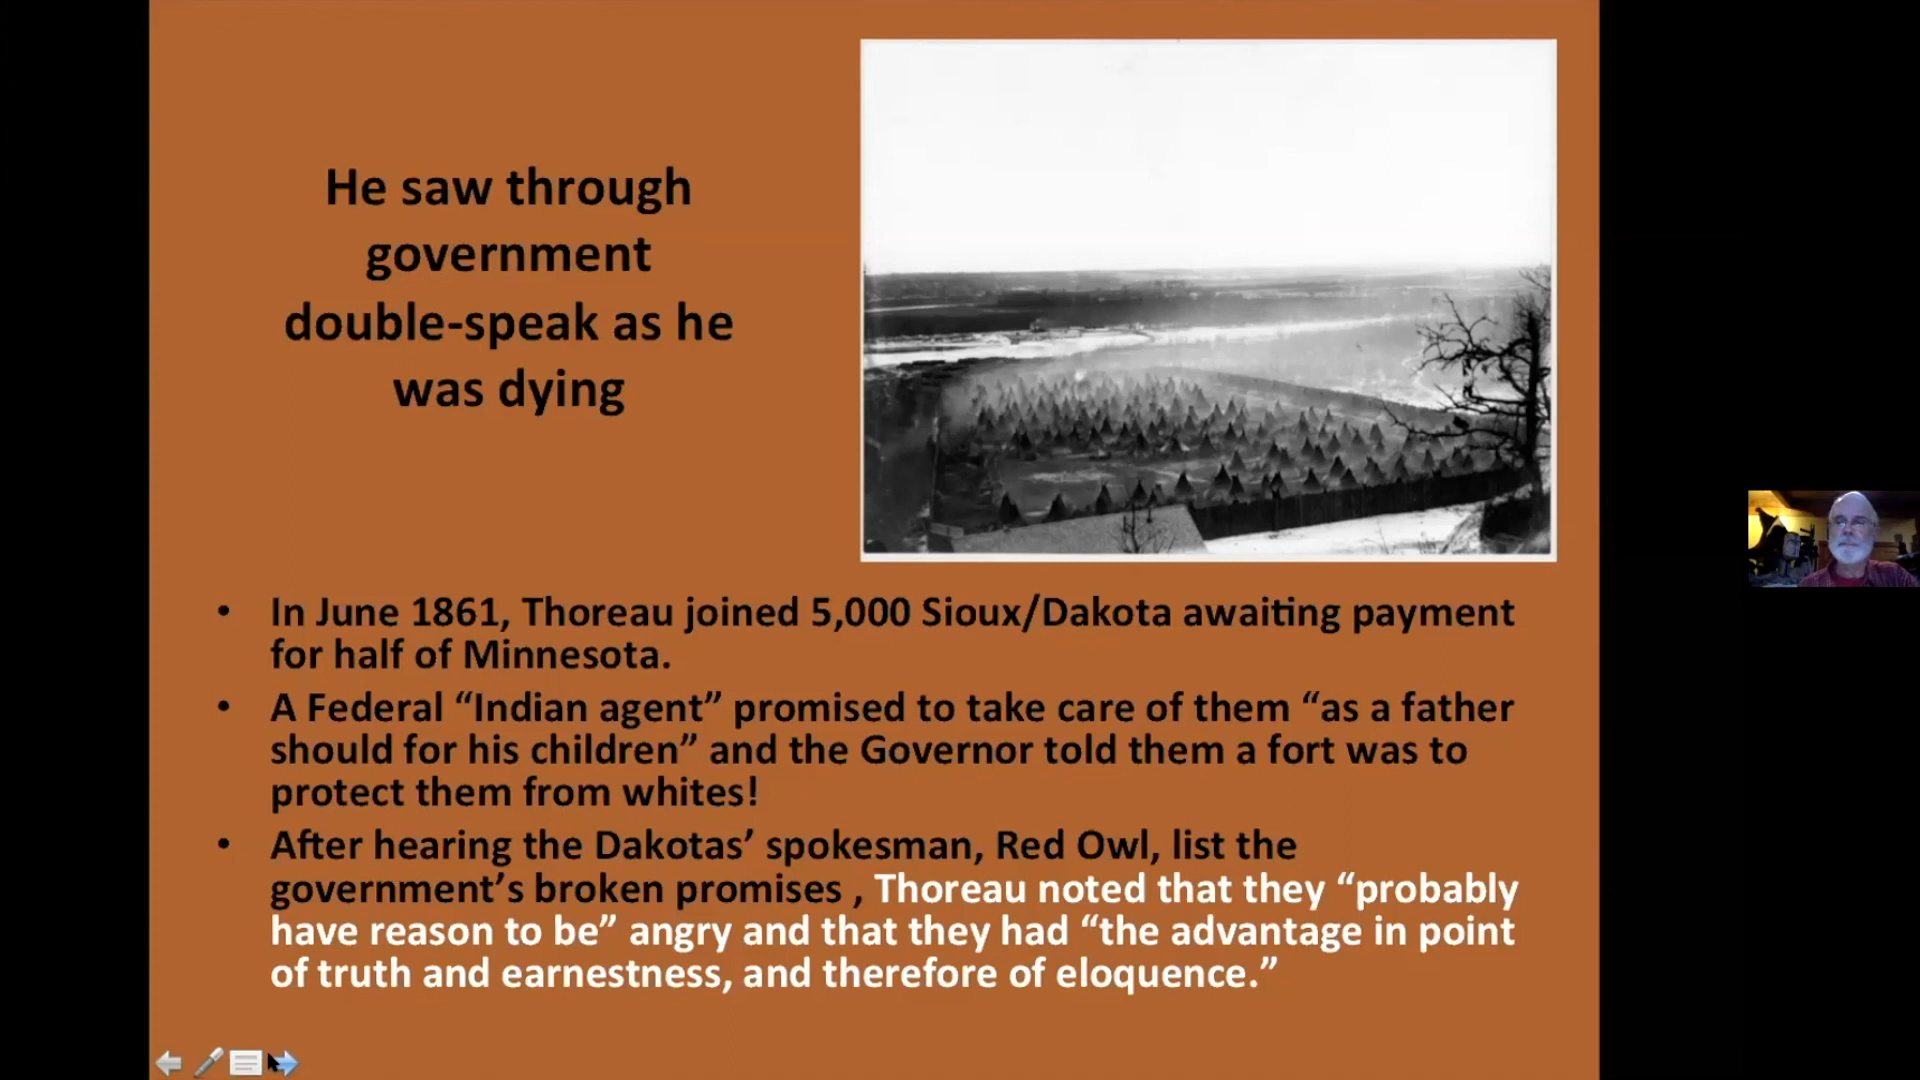 He saw through
government
double-speak as he
was dying
• In June 1861, Thoreau joined 5,000 Sioux/Dakota awaiting payment
for half of Minnesota.
• A Federal “Indian agent” promised to take care of them “as a father
should for his children” and the Governor told them a fort was to
protect them from whites!
• After hearing the Dakotas’ spokesman, Red Owl, list the
government’s broken promises , Thoreau noted that they “probably
have reason to be” angry and that they had “the advantage in point
of truth and earnestness, and therefore of eloquence.”